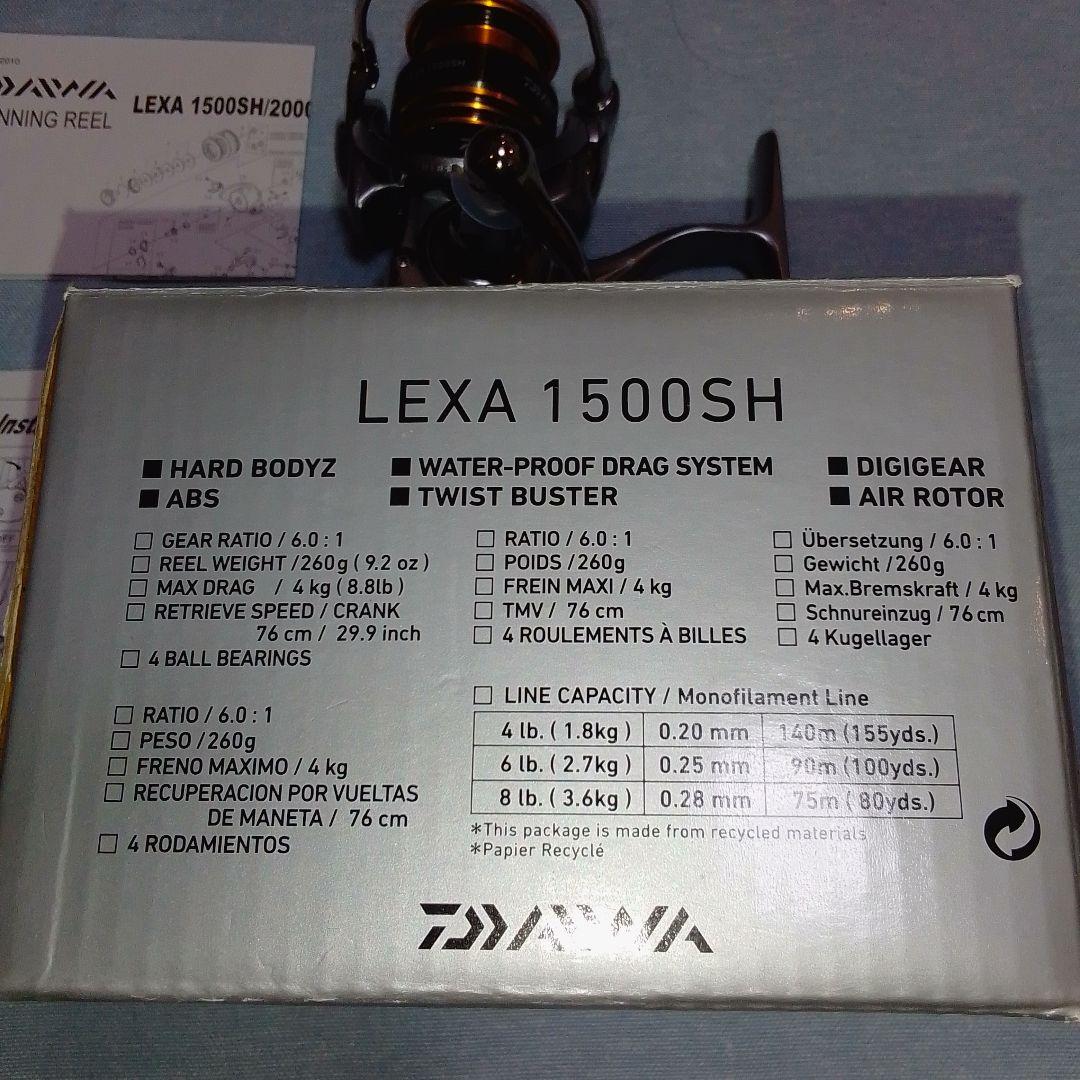 2010
DAIWA
LEXA 1500SH/2000
NNING REEL
1500SH
Inst
OFF
LEXA 1500SH
■ HARD BODYZ ■ WATER-PROOF DRAG SYSTEM ■ DIGIGEAR
■ ABS ■ TWIST BUSTER ■ AIR ROTOR
□ GEAR RATIO / 6.0 : 1
□ REEL WEIGHT /260g ( 9.2 oz )
□ MAX DRAG / 4 kg ( 8.8lb )
□ RETRIEVE SPEED / CRANK
76 cm / 29.9 inch
□ 4 BALL BEARINGS
□ RATIO / 6.0 : 1
□ POIDS /260g
□ FREIN MAXI / 4 kg
□ TMV / 76 cm
□ 4 ROULEMENTS À BILLES
□ Übersetzung / 6.0 : 1
□ Gewicht /260g
□ Max.Bremskraft / 4 kg
□ Schnureinzug / 76 cm
□ 4 Kugellager
□ RATIO / 6.0 : 1
□ PESO /260g
□ FRENO MAXIMO / 4 kg
□ RECUPERACION POR VUELTAS
DE MANETA / 76 cm
□ 4 RODAMIENTOS
□ LINE CAPACITY / Monofilament Line
4 lb. ( 1.8kg ) 0.20 mm 140m (155yds.)
6 lb. ( 2.7kg ) 0.25 mm 90m (100yds.)
8 lb. ( 3.6kg ) 0.28 mm 75m ( 80yds.)
*This package is made from recycled materials
*Papier Recyclé
DAIWA